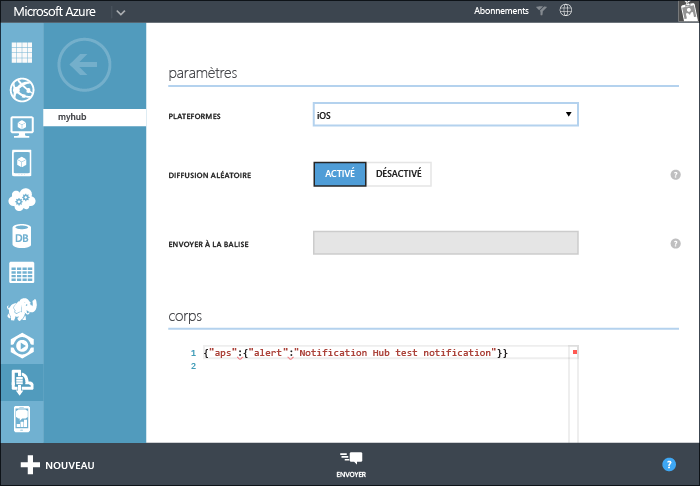 Microsoft Azure
Abonnements
myhub
paramètres
PLATEFORMES
iOS
DIFFUSION ALÉATOIRE
ACTIVÉ
DÉSACTIVÉ
?
ENVOYER À LA BALISE
?
corps
1 {"aps":{"alert":"Notification Hub test notification"}}
2
DB
NOUVEAU
ENVOYER
?